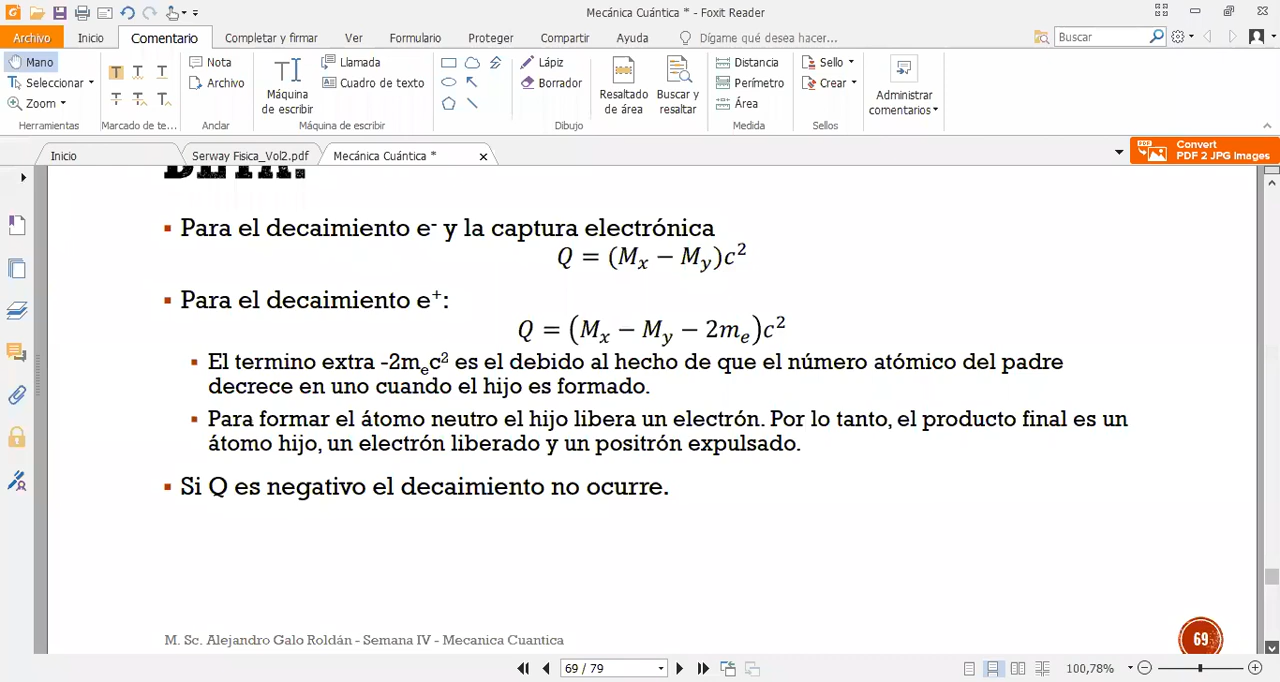 Mecánica Cuántica * - Foxit Reader
Archivo Inicio Comentario Completar y firmar Ver Formulario Proteger Compartir Ayuda Dígame qué desea hacer... Buscar
Mano
Seleccionar
Zoom
Herramientas
T T T
T T T
Marcado de te...
Nota
Archivo
Anclar
Máquina
de escribir
Llamada
Cuadro de texto
Máquina de escribir
Lápiz
Borrador
Dibujo
Resaltado
de área
Buscar y
resaltar
Distancia
Perímetro
Área
Medida
Sello
Crear
Sellos
Administrar
comentarios
Inicio Serway Fisica_Vol2.pdf Mecánica Cuántica *
Convert
PDF 2 JPG Images
▪ Para el decaimiento e⁻ y la captura electrónica
Q = (Mₓ − M_y)c²
▪ Para el decaimiento e⁺:
Q = (Mₓ − M_y − 2mₑ)c²
▪ El termino extra -2mₑc² es el debido al hecho de que el número atómico del padre
decrece en uno cuando el hijo es formado.
▪ Para formar el átomo neutro el hijo libera un electrón. Por lo tanto, el producto final es un
átomo hijo, un electrón liberado y un positrón expulsado.
▪ Si Q es negativo el decaimiento no ocurre.
M. Sc. Alejandro Galo Roldán - Semana IV - Mecanica Cuantica
69
69 / 79
100,78%